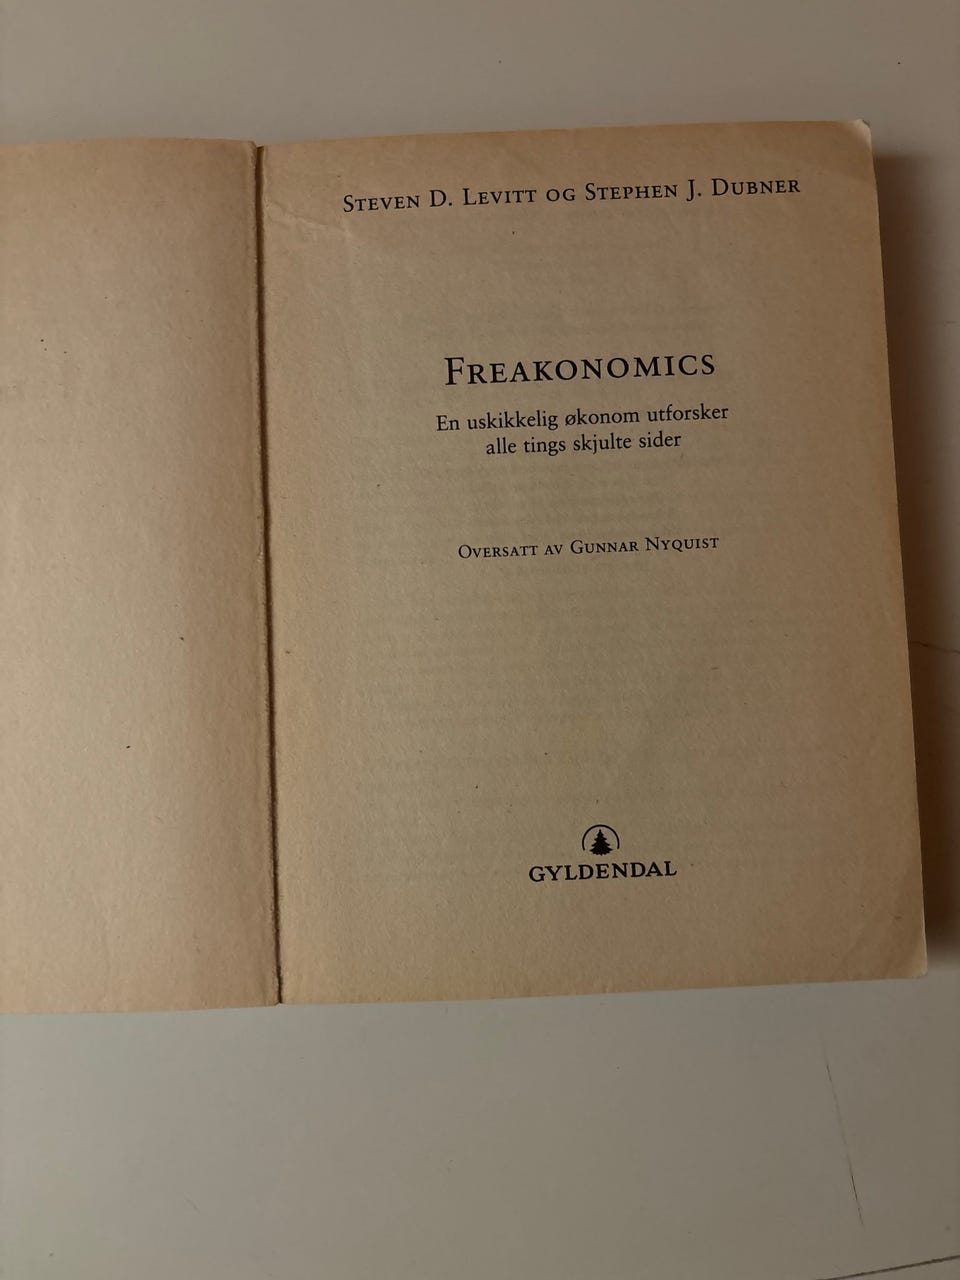 Steven D. Levitt og Stephen J. Dubner
Freakonomics
En uskikkelig økonom utforsker
alle tings skjulte sider
Oversatt av Gunnar Nyquist
GYLDENDAL